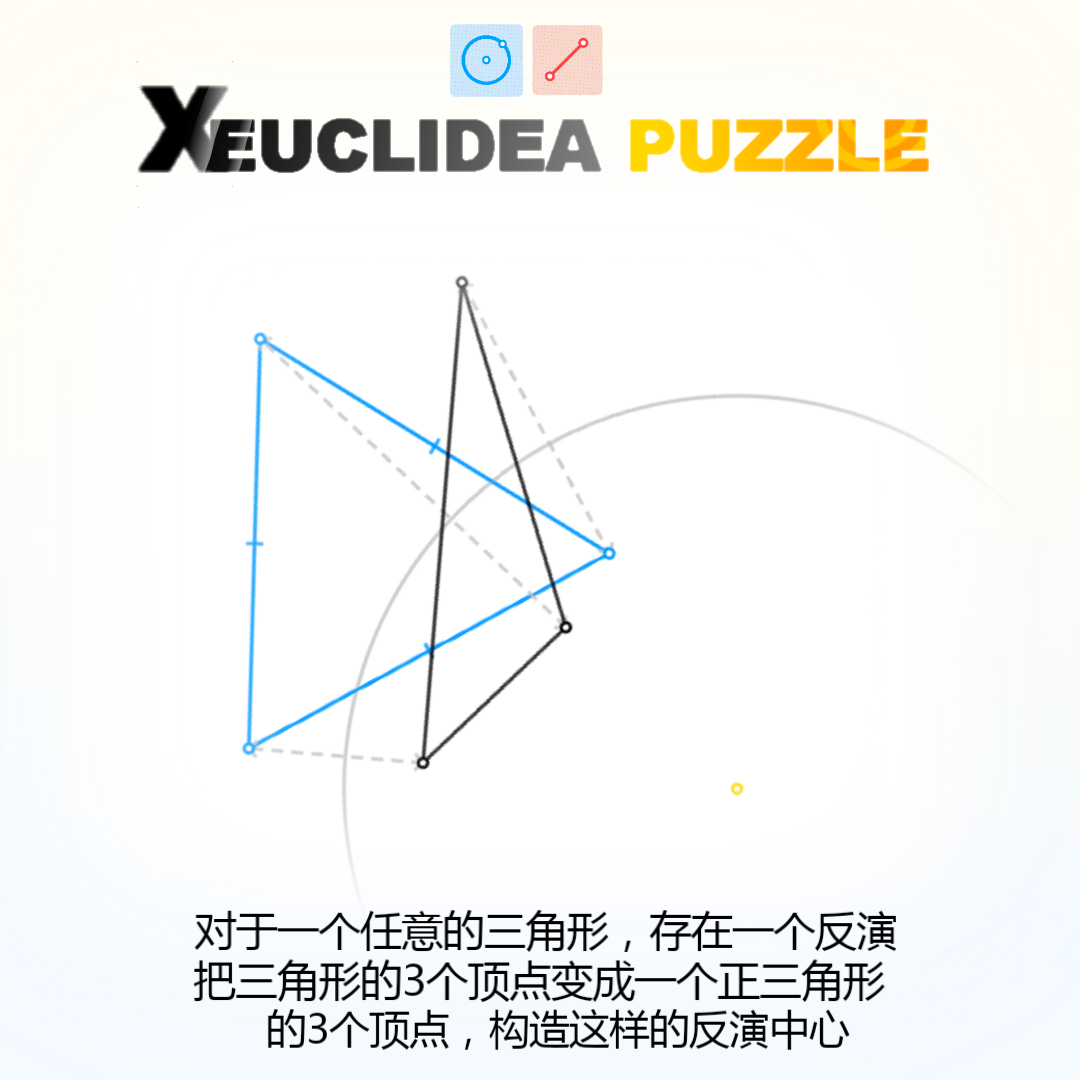 XEUCLIDEA PUZZLE
对于一个任意的三角形，存在一个反演
把三角形的3个顶点变成一个正三角形
的3个顶点，构造这样的反演中心